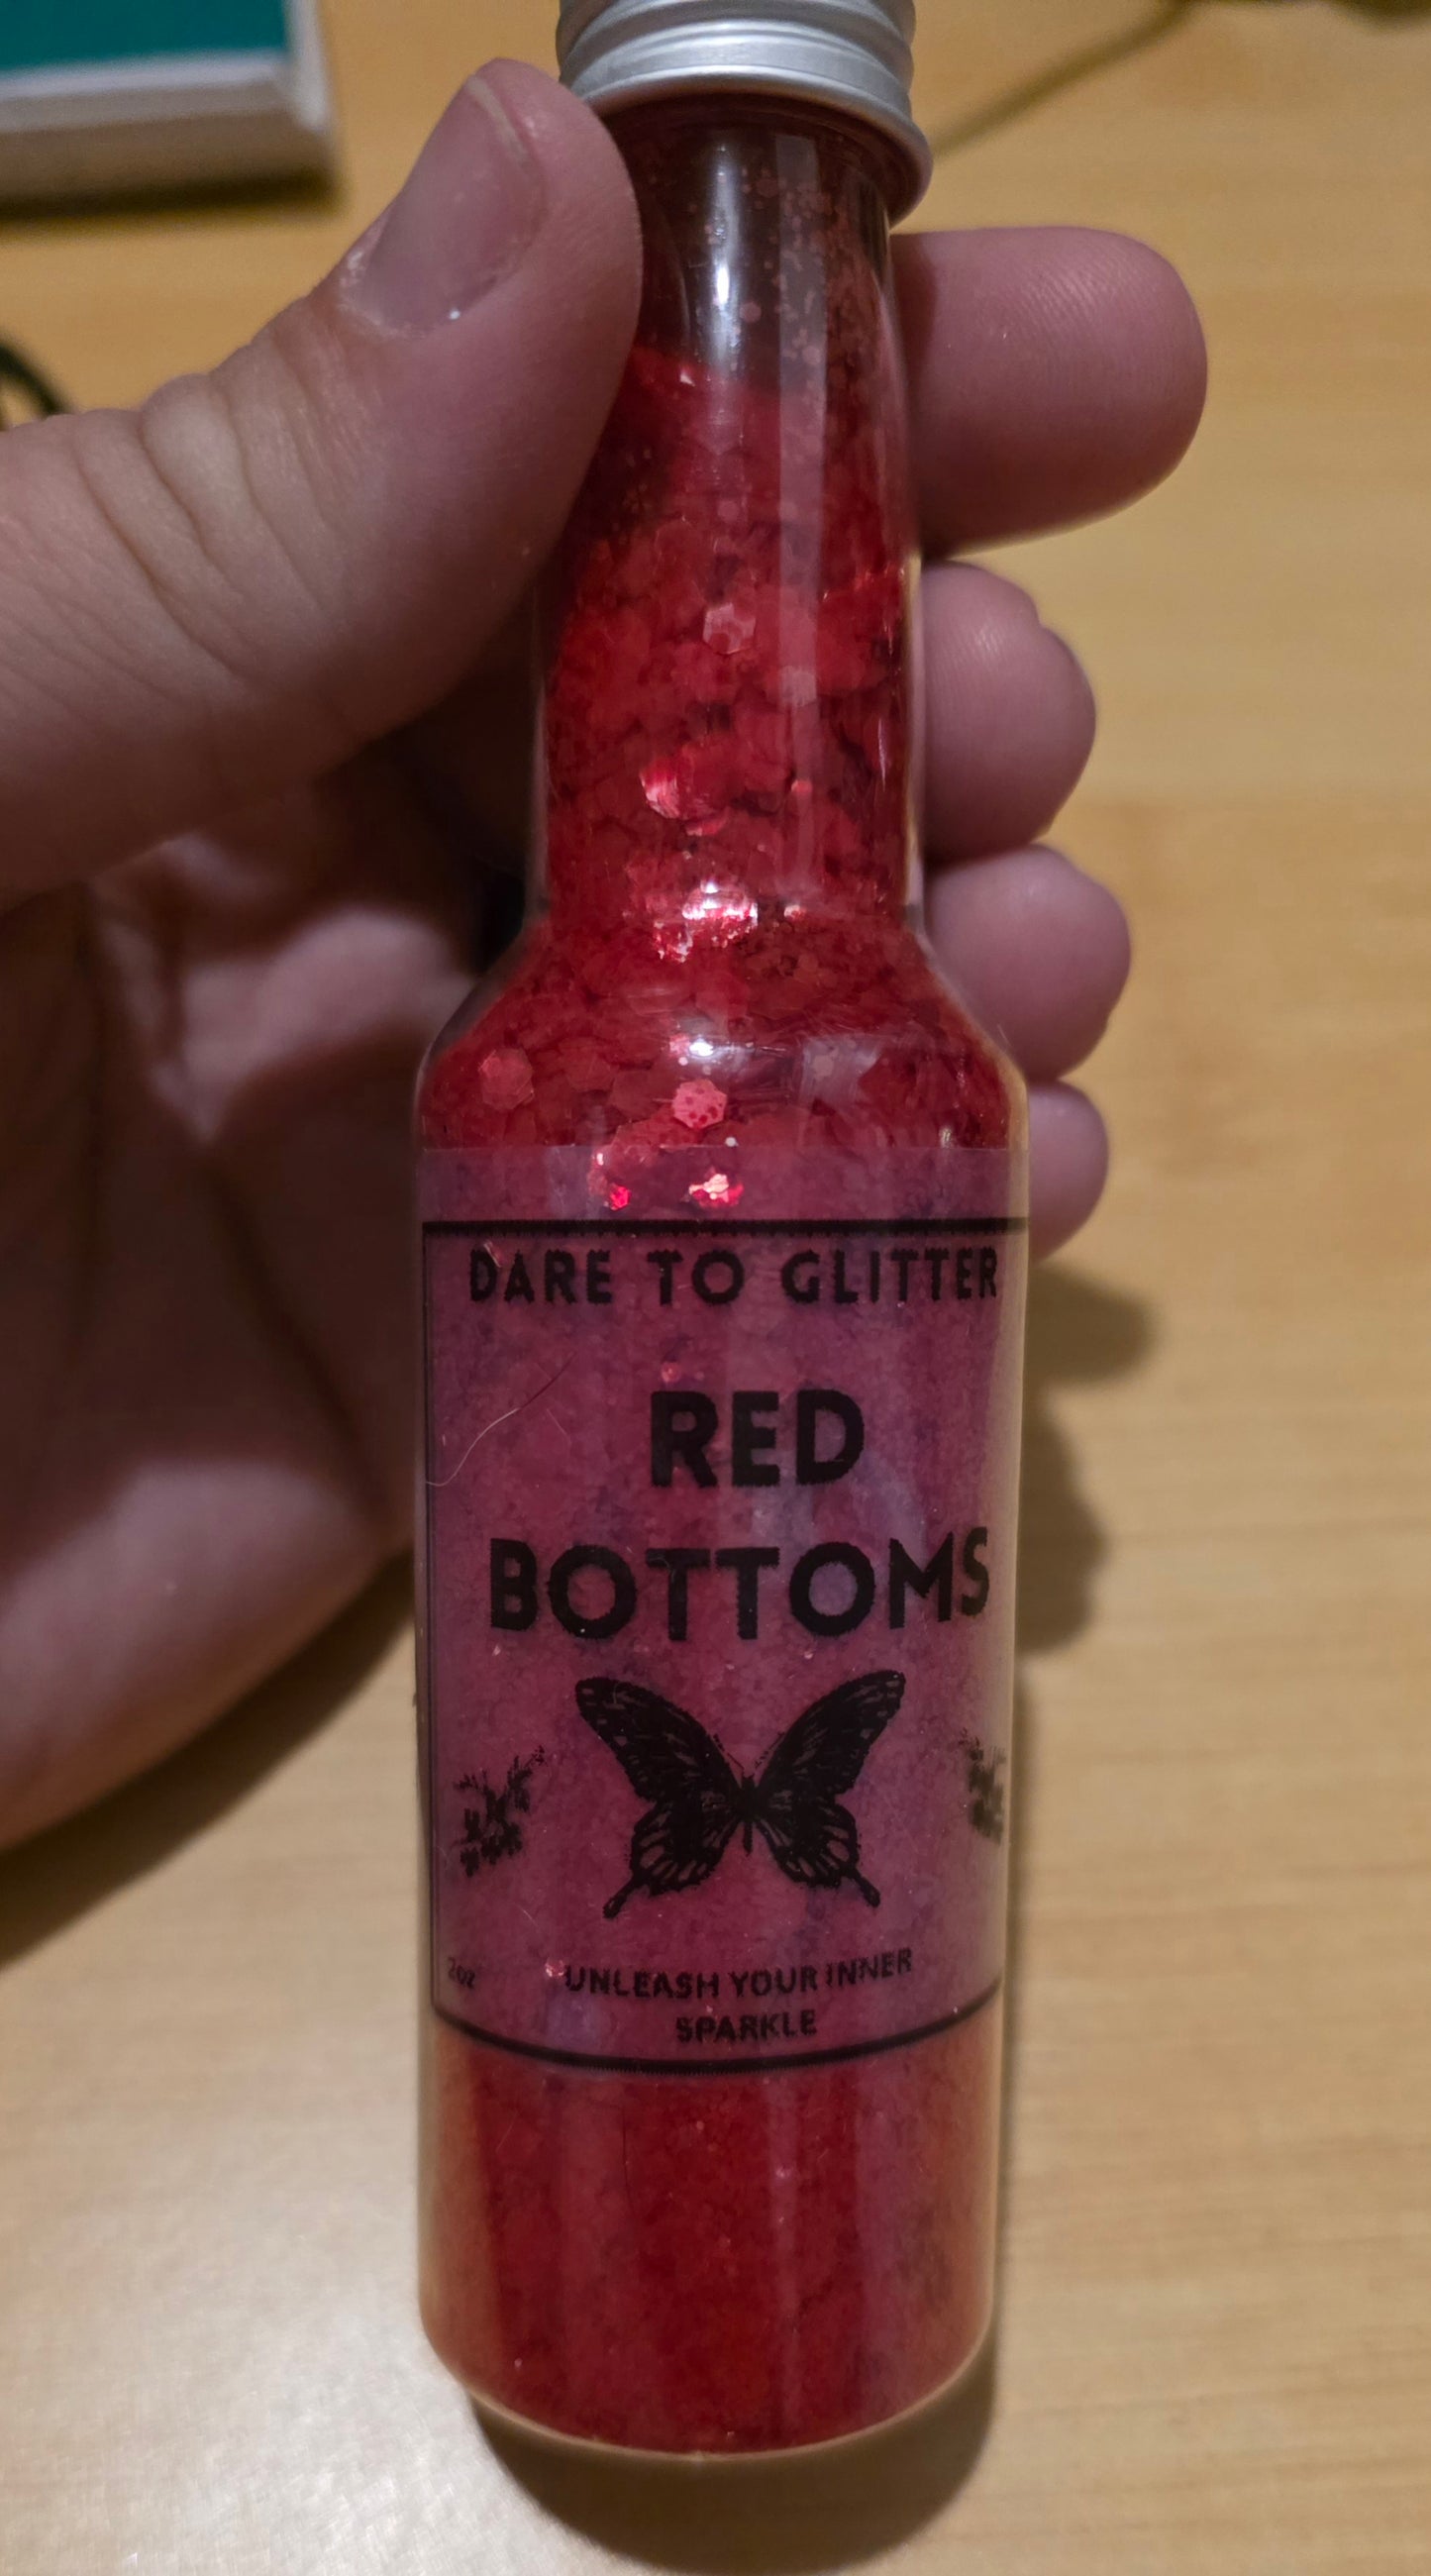 DARE TO GLITTER
RED
BOTTOMS
2oz
UNLEASH YOUR INNER
SPARKLE